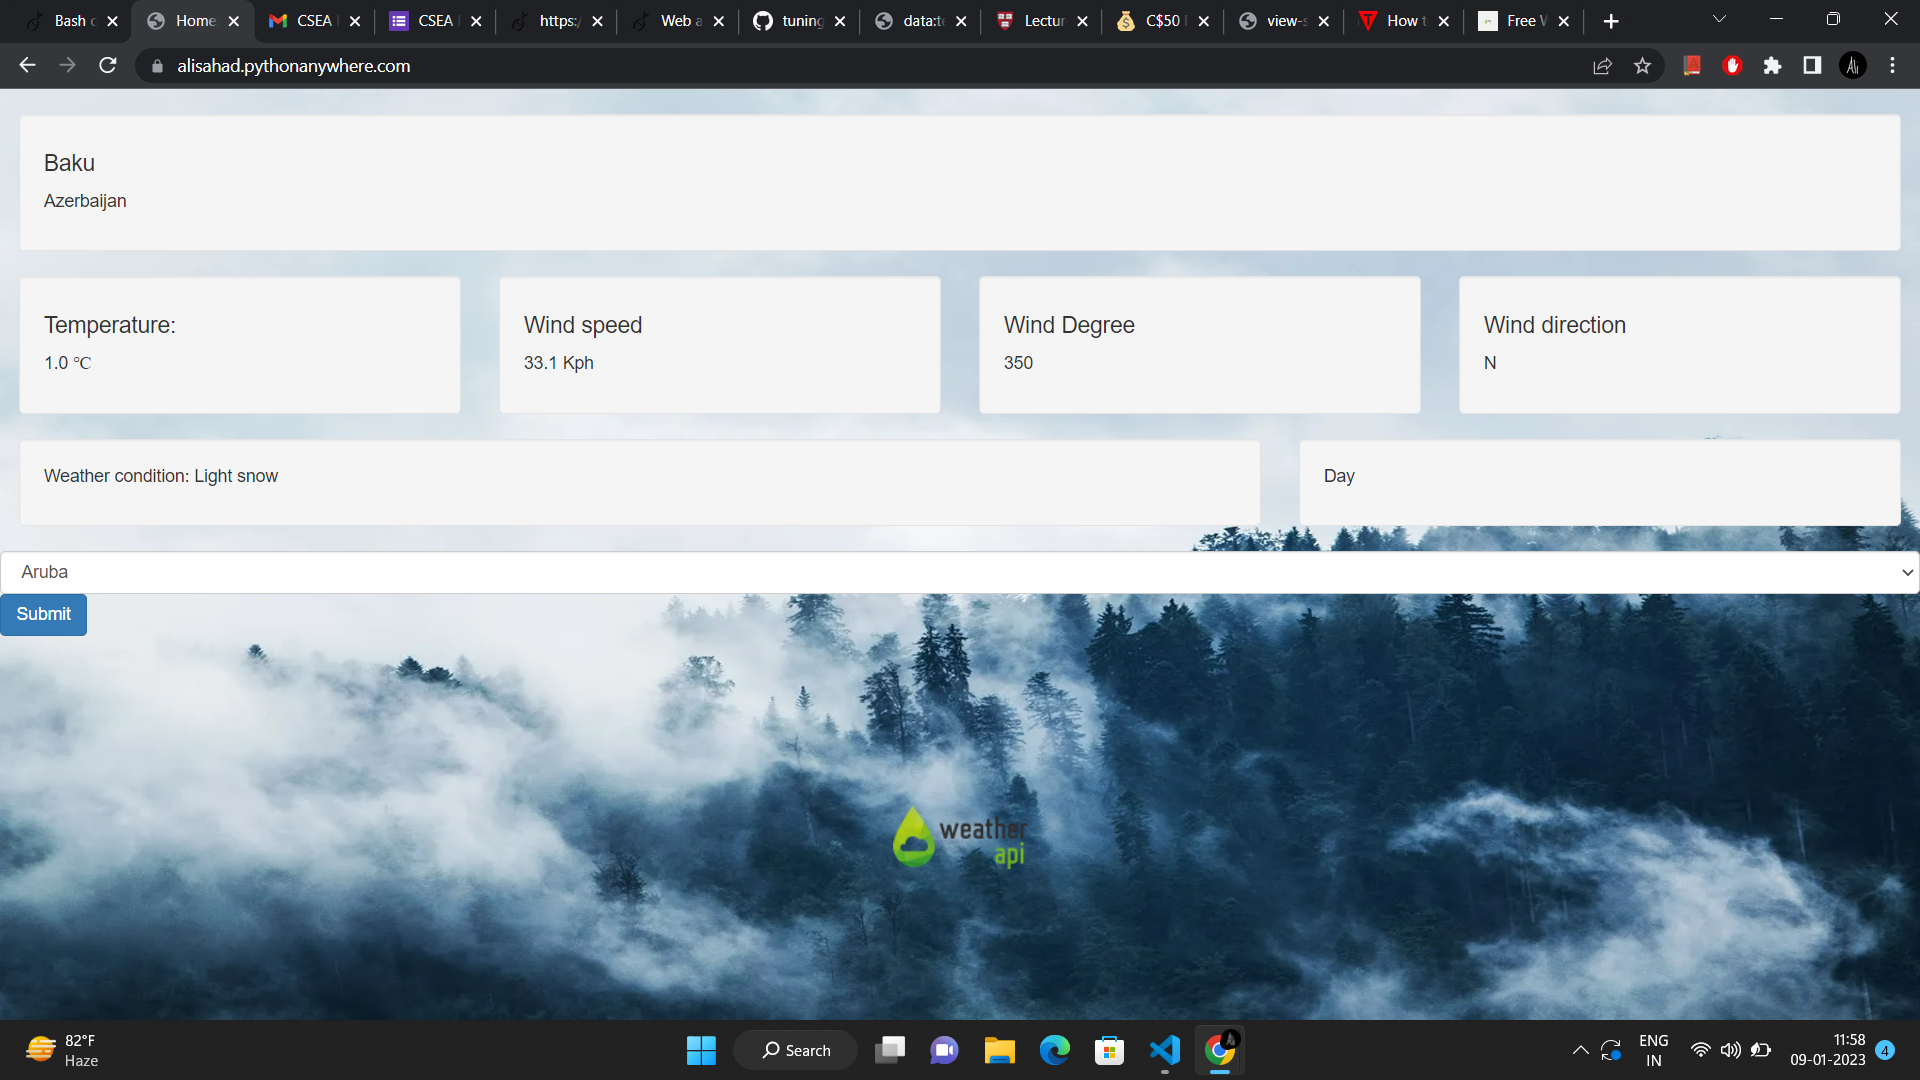 Bash c
Home
CSEA
CSEA
https:/
Web a
tuning
data:te
Lectur
C$50
view-s
How t
Free W
alisahad.pythonanywhere.com
Baku
Azerbaijan
Temperature:
1.0 °C
Wind speed
33.1 Kph
Wind Degree
350
Wind direction
N
Weather condition: Light snow
Day
Aruba
Submit
weather
api
82°F
Haze
Search
ENG
IN
11:58
09-01-2023
4